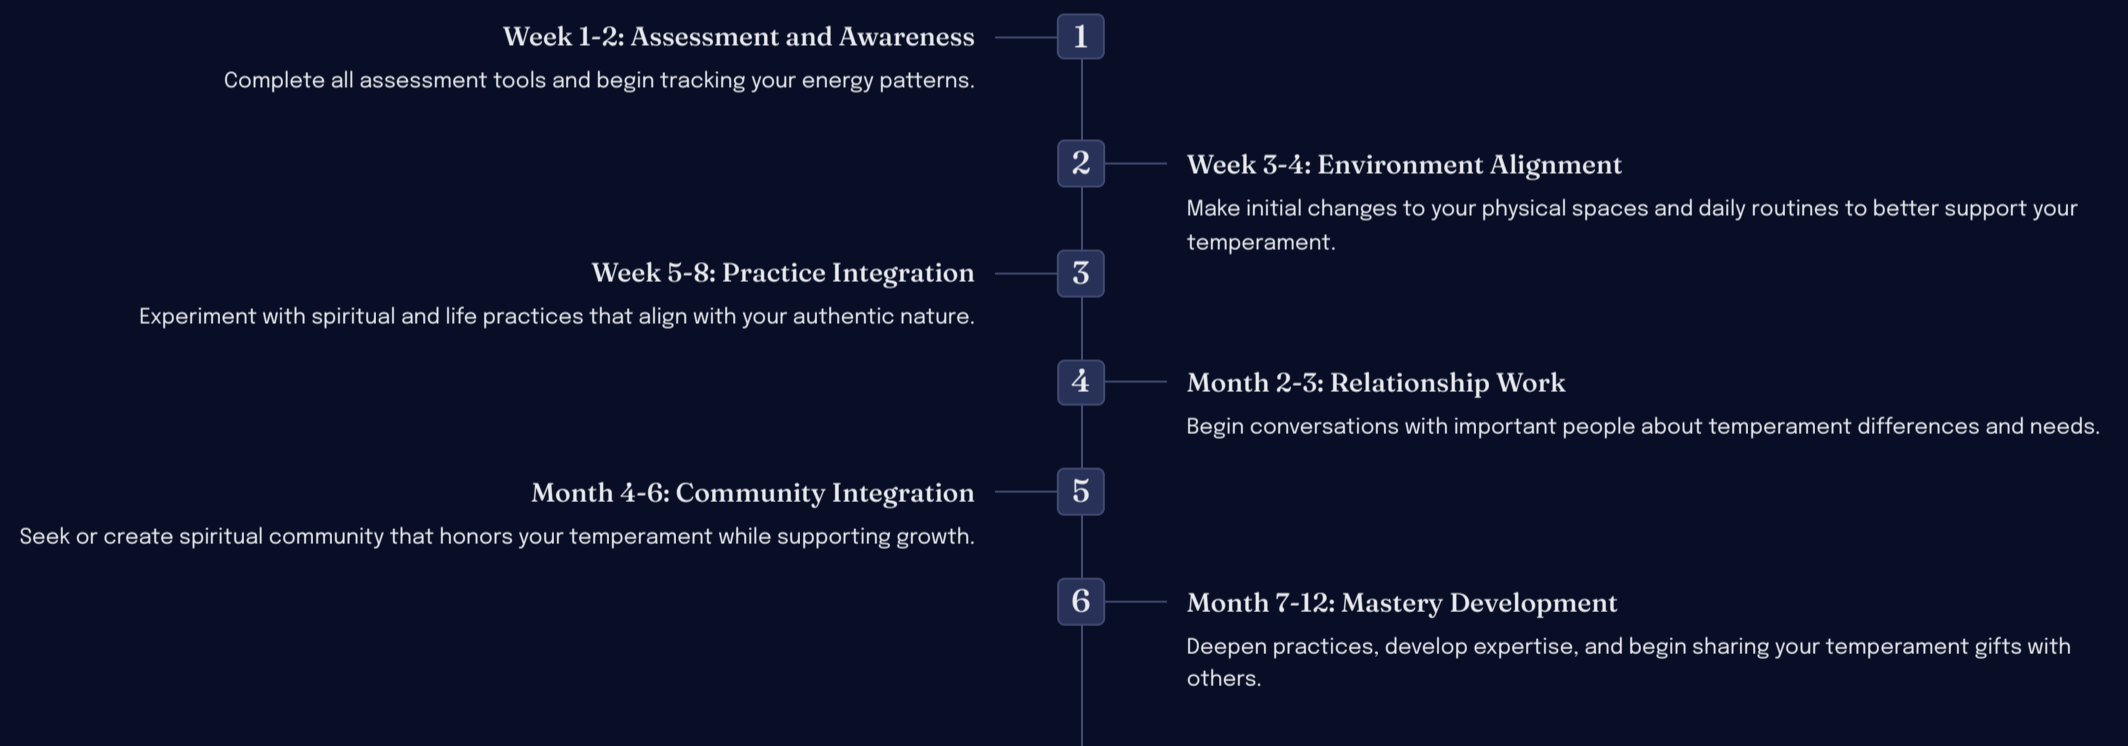 Week 1-2: Assessment and Awareness
1
Complete all assessment tools and begin tracking your energy patterns.
2
Week 3-4: Environment Alignment
Make initial changes to your physical spaces and daily routines to better support your
temperament.
Week 5-8: Practice Integration
3
Experiment with spiritual and life practices that align with your authentic nature.
4
Month 2-3: Relationship Work
Begin conversations with important people about temperament differences and needs.
Month 4-6: Community Integration
5
Seek or create spiritual community that honors your temperament while supporting growth.
6
Month 7-12: Mastery Development
Deepen practices, develop expertise, and begin sharing your temperament gifts with
others.